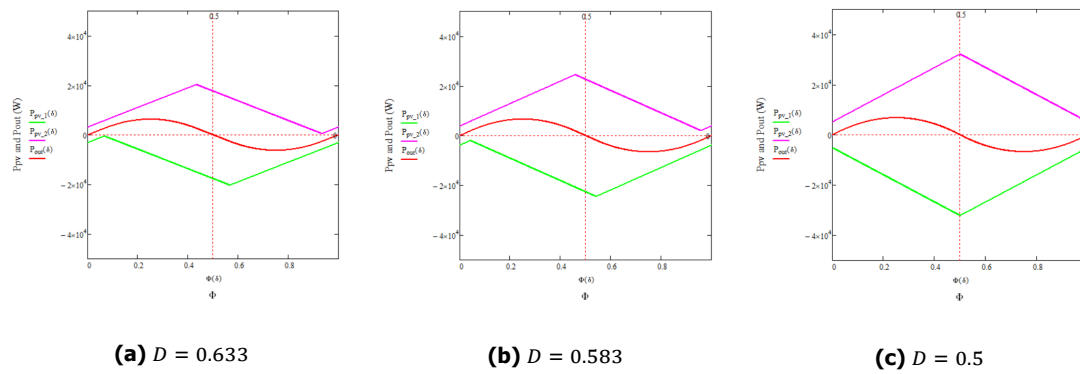 0.5
4×10⁴
2×10⁴
0
−2×10⁴
−4×10⁴
Ppv and Pout (W)
Ppv_1(δ)
Ppv_2(δ)
Pout(δ)
0
0.2
0.4
0.6
0.8
Φ(δ)
Φ
(a) D = 0.633
0.5
4×10⁴
2×10⁴
0
−2×10⁴
−4×10⁴
Ppv and Pout (W)
Ppv_1(δ)
Ppv_2(δ)
Pout(δ)
0
0.2
0.4
0.6
0.8
Φ(δ)
Φ
(b) D = 0.583
0.5
4×10⁴
2×10⁴
0
−2×10⁴
−4×10⁴
Ppv and Pout (W)
Ppv_1(δ)
Ppv_2(δ)
Pout(δ)
0
0.2
0.4
0.6
0.8
Φ(δ)
Φ
(c) D = 0.5